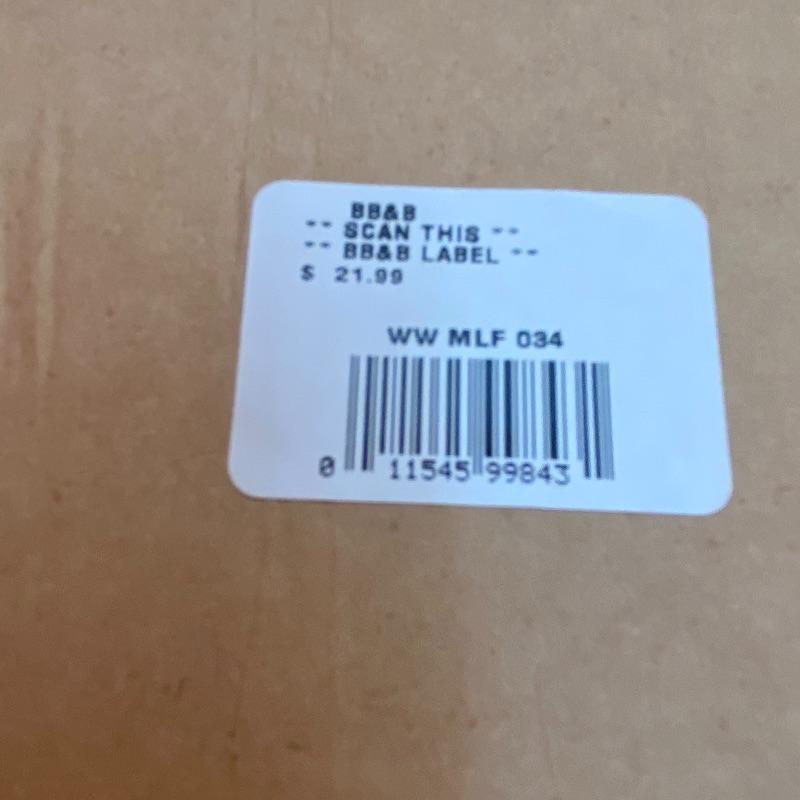 BB&B
-- SCAN THIS --
-- BB&B LABEL --
$ 21.99
WW MLF 034
0 11545 99843